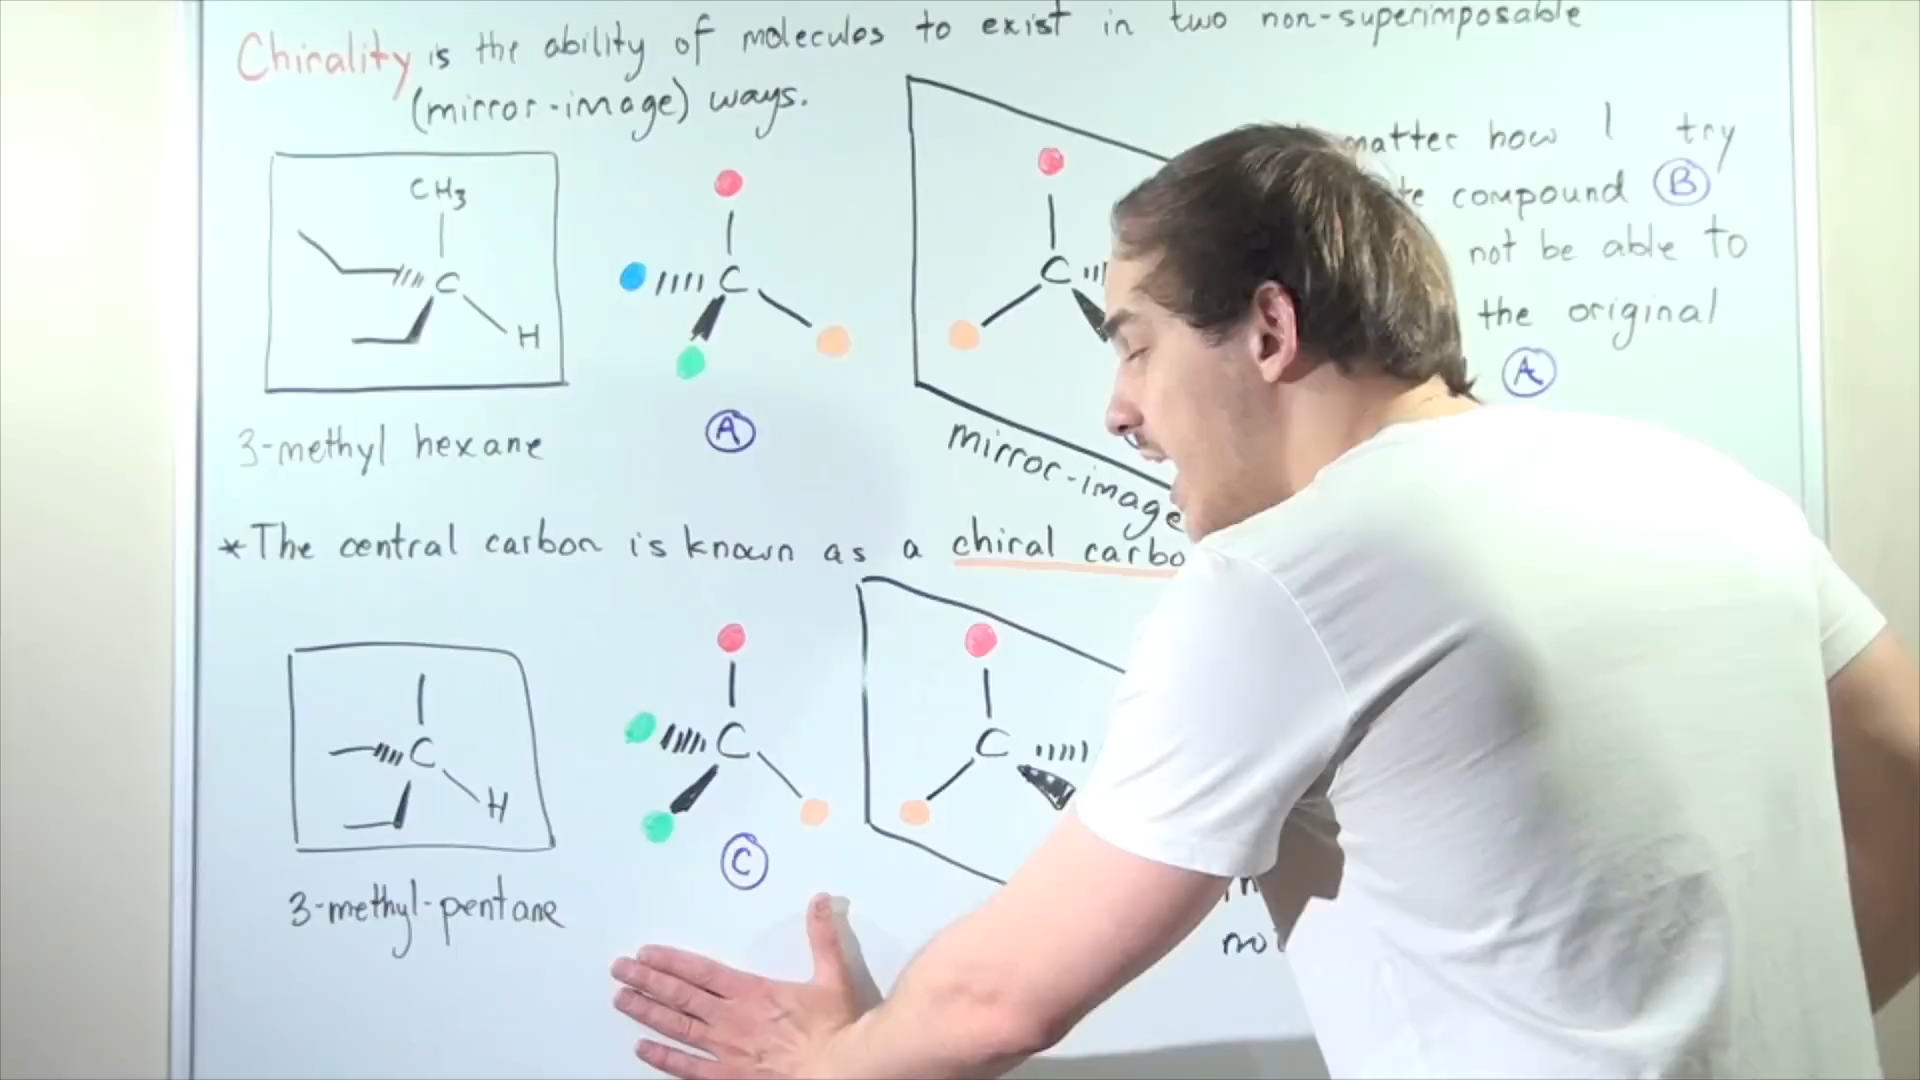 Chirality is the ability of molecules to exist in two non-superimposable
(mirror-image) ways.
CH3
C
H
3-methyl hexane
C
A
C
mirror-image
matter how I try
compound B
not be able to
the original
A
*The central carbon is known as a chiral
C
H
3-methyl-pentane
C
C
C